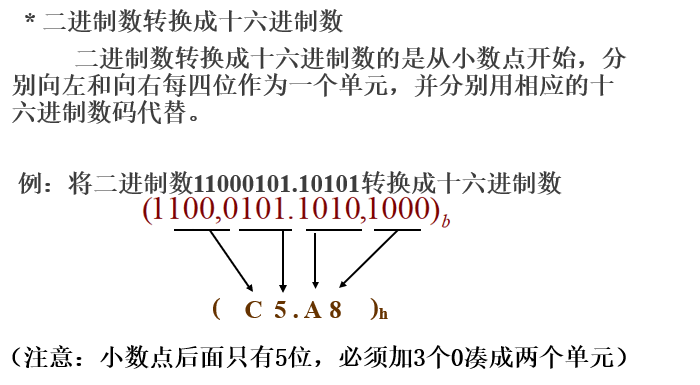 * 二进制数转换成十六进制数
二进制数转换成十六进制数的是从小数点开始，分
别向左和向右每四位作为一个单元，并分别用相应的十
六进制数码代替。
例：将二进制数11000101.10101转换成十六进制数
(1100,0101.1010,1000)b
( C 5 . A 8 )h
（注意：小数点后面只有5位，必须加3个0凑成两个单元）